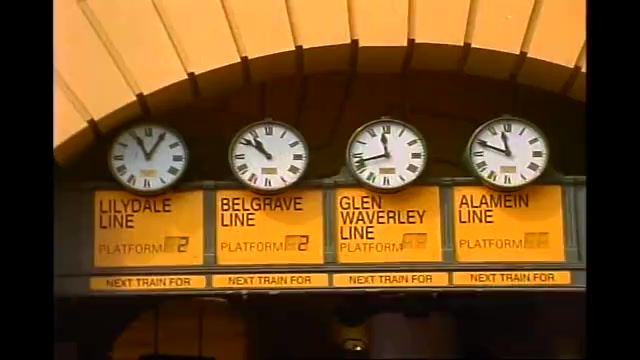 LILYDALE
LINE
PLATFORM 2
BELGRAVE
LINE
PLATFORM 2
GLEN
WAVERLEY
LINE
PLATFORM
ALAMEIN
LINE
PLATFORM
NEXT TRAIN FOR
NEXT TRAIN FOR
NEXT TRAIN FOR
NEXT TRAIN FOR